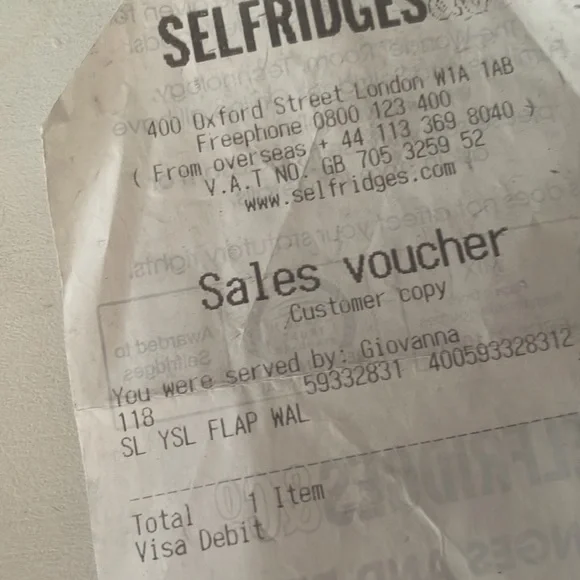 SELFRIDGES&CO
400 Oxford Street London W1A 1AB
Freephone 0800 123 400
( From overseas + 44 113 369 8040 )
V.A.T NO. GB 705 3259 52
www.selfridges.com
Sales voucher
Customer copy
You were served by: Giovanna
118 59332831 400593328312
SL YSL FLAP WAL
Total 1 Item
Visa Debit